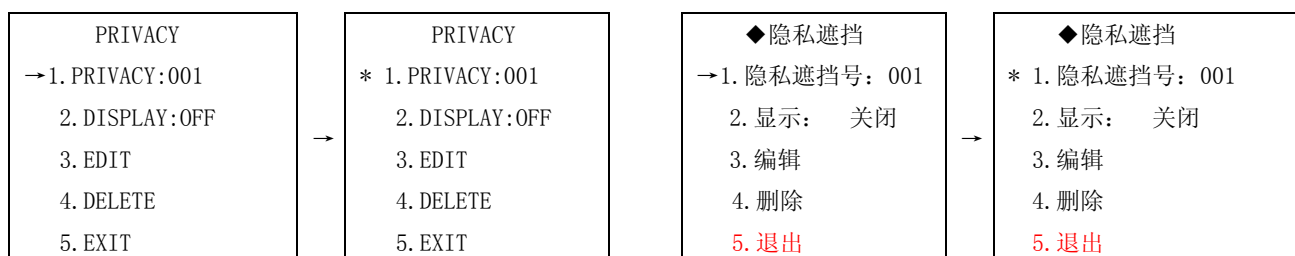 PRIVACY
→1.PRIVACY:001
2.DISPLAY:OFF
3.EDIT
4.DELETE
5.EXIT
→
PRIVACY
* 1.PRIVACY:001
2.DISPLAY:OFF
3.EDIT
4.DELETE
5.EXIT
◆隐私遮挡
→1.隐私遮挡号：001
2.显示： 关闭
3.编辑
4.删除
5.退出
→
◆隐私遮挡
* 1.隐私遮挡号：001
2.显示： 关闭
3.编辑
4.删除
5.退出